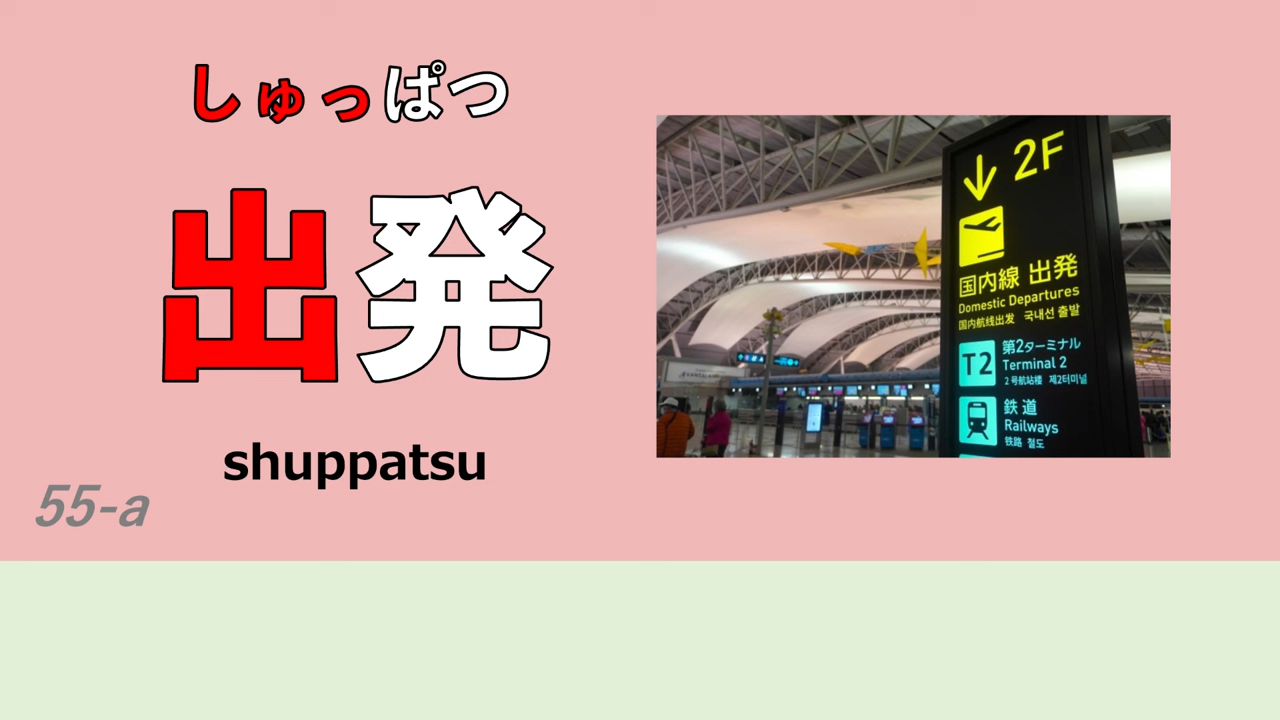 しゅっぱつ
出発
shuppatsu
55-a
2F
国内線 出発
Domestic Departures
国内航线出发 국내선 출발
T2
第2ターミナル
Terminal 2
2号航站楼 제2터미널
鉄道
Railways
铁路 철도